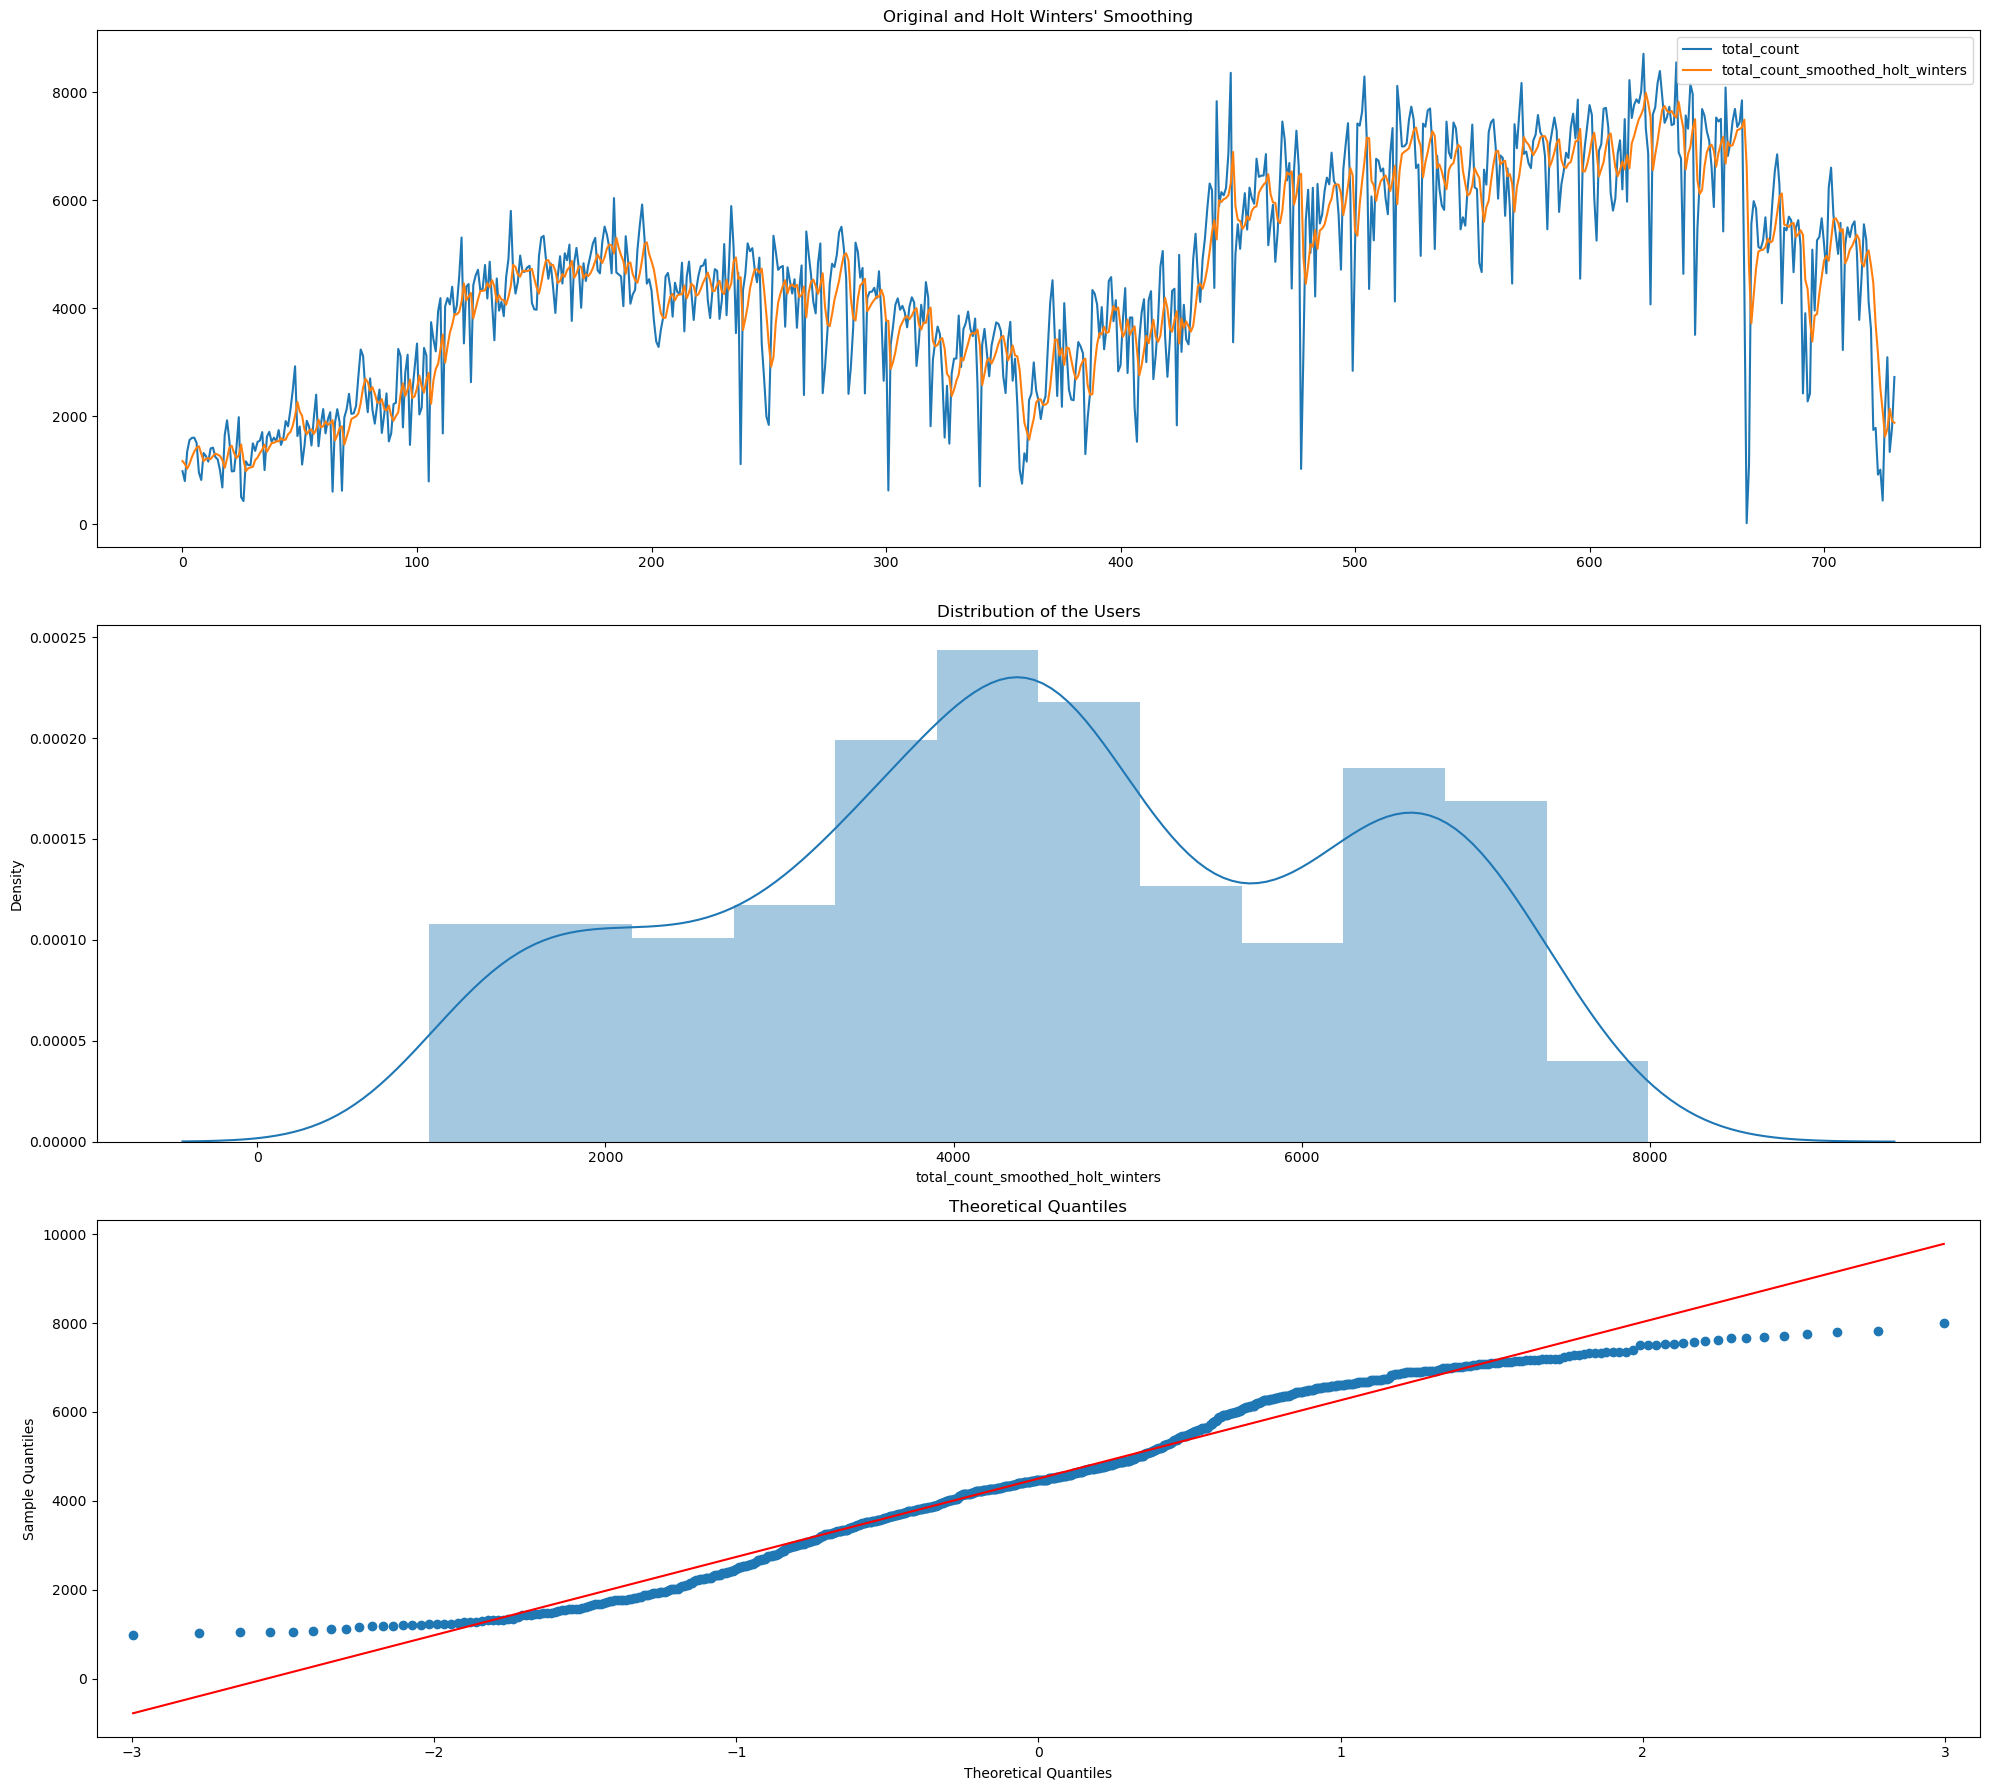 Original and Holt Winters' Smoothing
total_count
total_count_smoothed_holt_winters
8000
6000
4000
2000
0
0 100 200 300 400 500 600 700
Distribution of the Users
0.00025
0.00020
0.00015
0.00010
0.00005
0.00000
Density
0 2000 4000 6000 8000
total_count_smoothed_holt_winters
Theoretical Quantiles
10000
8000
6000
4000
2000
0
Sample Quantiles
−3 −2 −1 0 1 2 3
Theoretical Quantiles